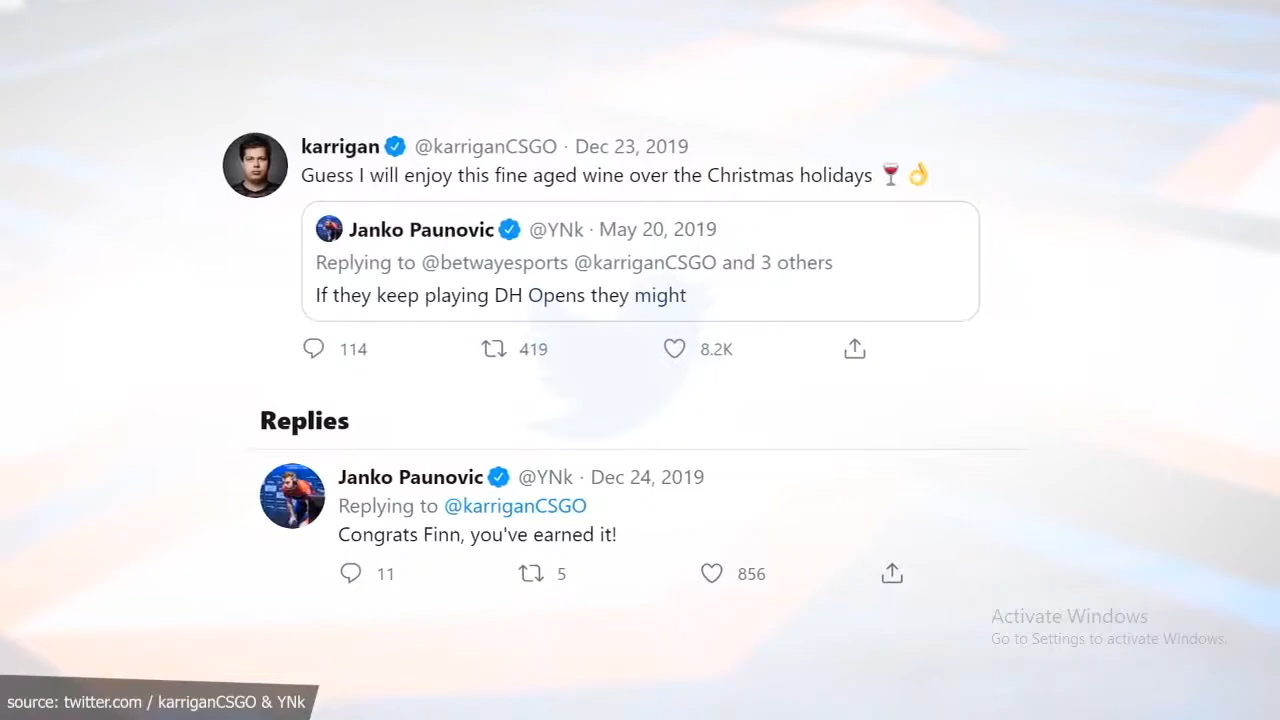 karrigan @karriganCSGO · Dec 23, 2019
Guess I will enjoy this fine aged wine over the Christmas holidays 🍷 👌
Janko Paunovic @YNk · May 20, 2019
Replying to @betwayesports @karriganCSGO and 3 others
If they keep playing DH Opens they might
114 419 8.2K
Replies
Janko Paunovic @YNk · Dec 24, 2019
Replying to @karriganCSGO
Congrats Finn, you've earned it!
11 5 856
Activate Windows
Go to Settings to activate Windows.
source: twitter.com / karriganCSGO & YNk